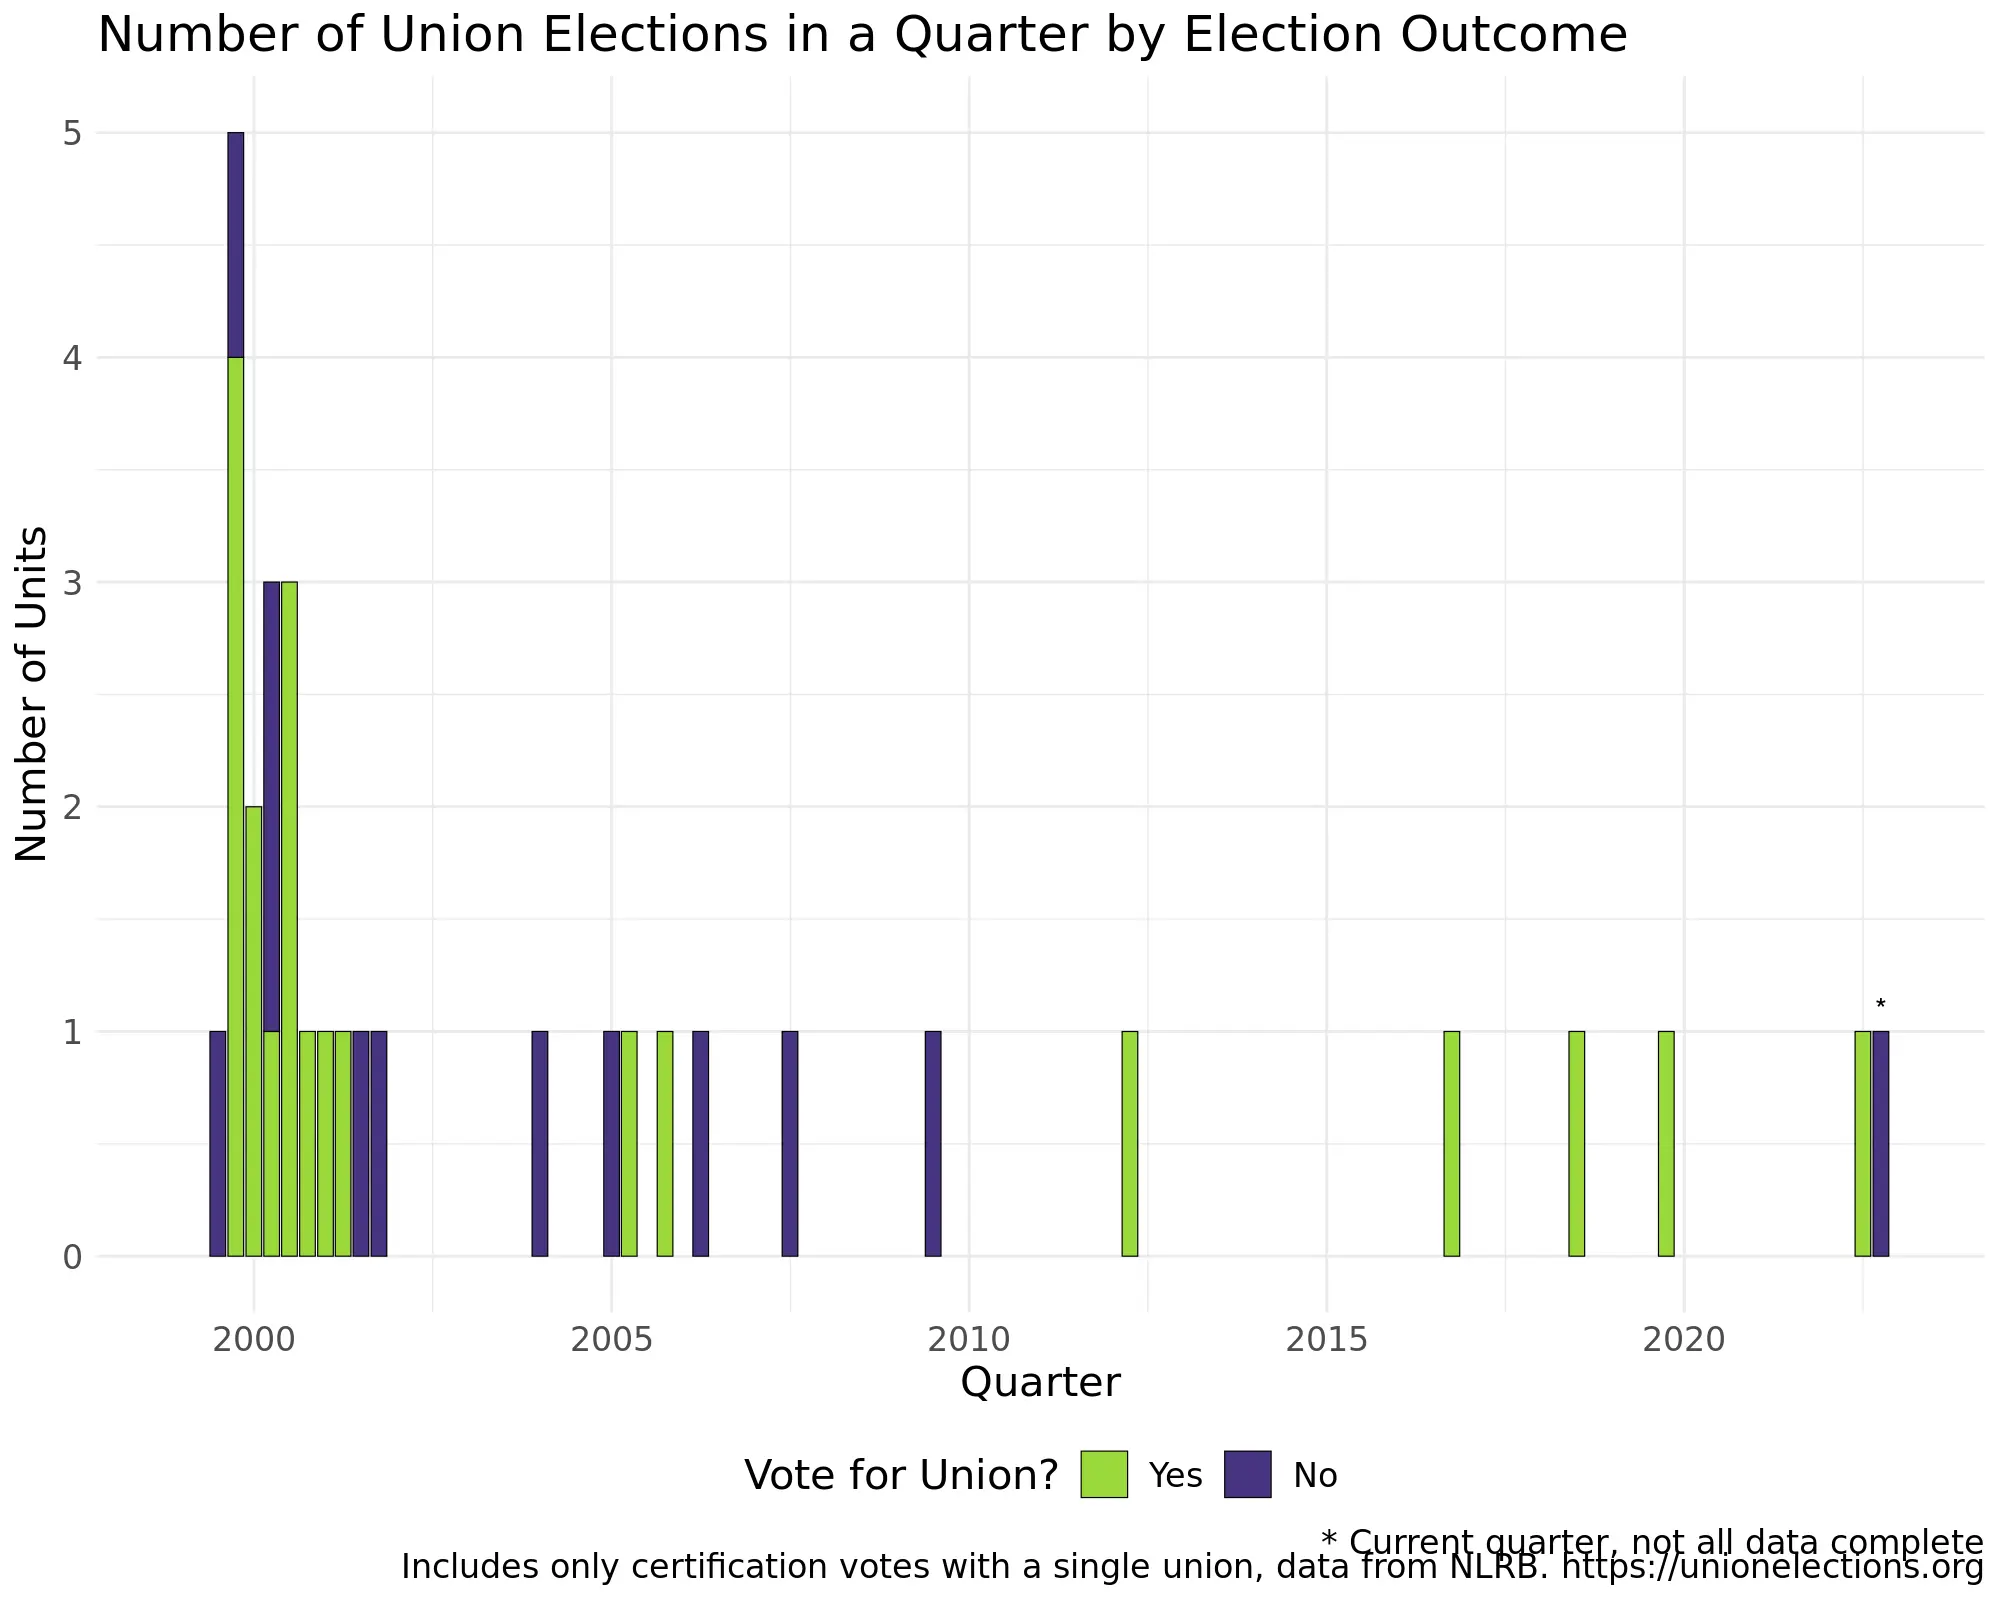 Number of Union Elections in a Quarter by Election Outcome
Number of Units
5
4
3
2
1
0
*
2000 2005 2010 2015 2020
Quarter
Vote for Union? Yes No
* Current quarter, not all data complete
Includes only certification votes with a single union, data from NLRB. https://unionelections.org